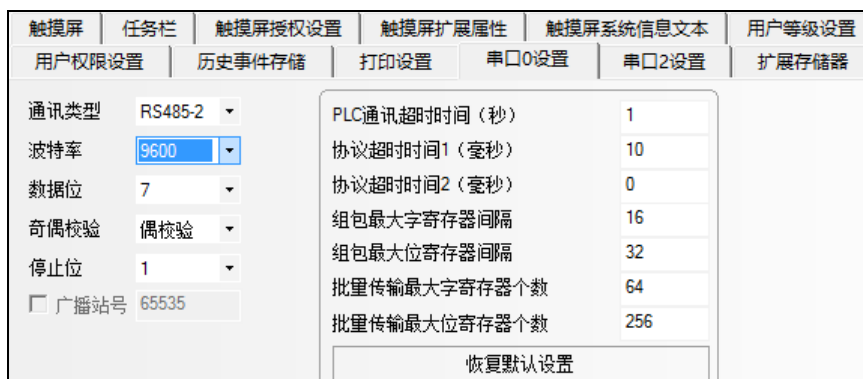 触摸屏 任务栏 触摸屏授权设置 触摸屏扩展属性 触摸屏系统信息文本 用户等级设置
用户权限设置 历史事件存储 打印设置 串口0设置 串口2设置 扩展存储器
通讯类型 RS485-2
波特率 9600
数据位 7
奇偶校验 偶校验
停止位 1
广播站号 65535
PLC通讯超时时间（秒） 1
协议超时时间1（毫秒） 10
协议超时时间2（毫秒） 0
组包最大字寄存器间隔 16
组包最大位寄存器间隔 32
批量传输最大字寄存器个数 64
批量传输最大位寄存器个数 256
恢复默认设置